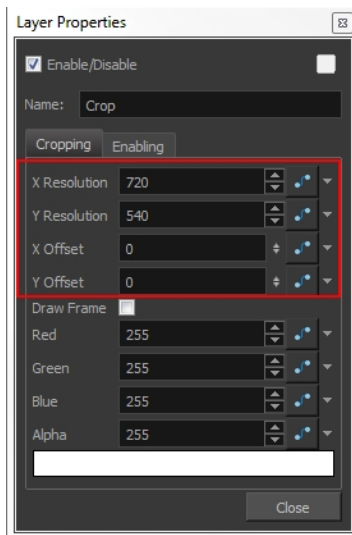 Layer Properties
Enable/Disable
Name: Crop
Cropping Enabling
X Resolution 720
Y Resolution 540
X Offset 0
Y Offset 0
Draw Frame
Red 255
Green 255
Blue 255
Alpha 255
Close